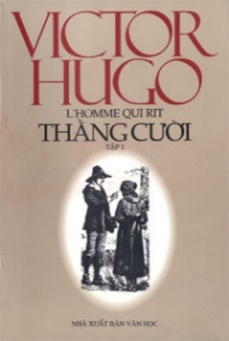 VICTOR
HUGO
L'HOMME QUI RIT
THẰNG CƯỜI
TẬP 1
NHÀ XUẤT BẢN VĂN HỌC